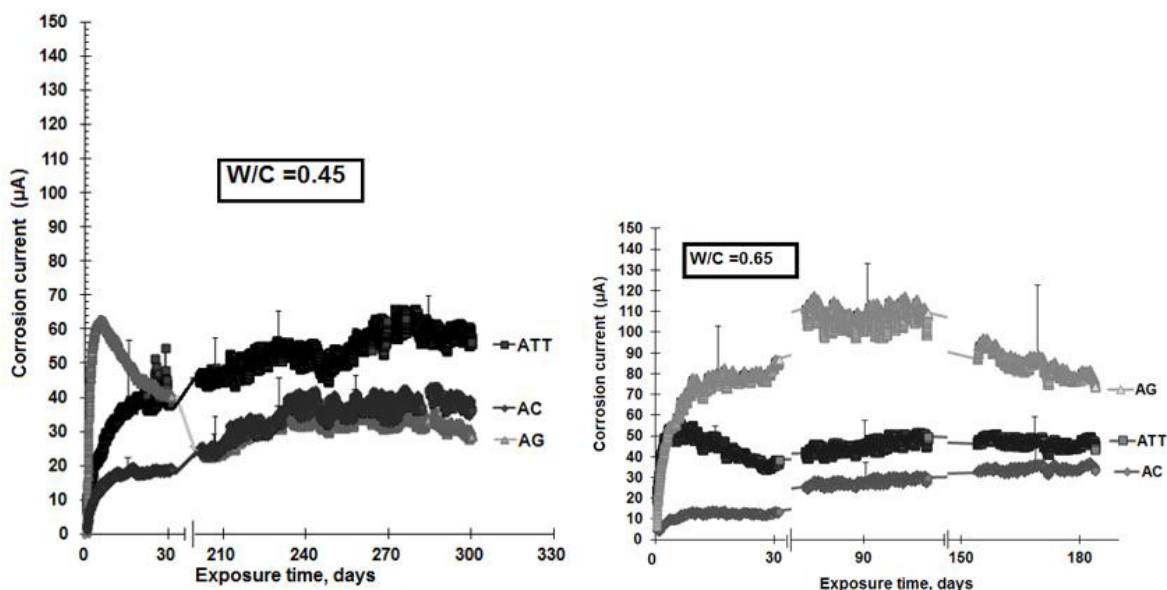 150
140
130
120
110
100
90
80
70
60
50
40
30
20
10
0
Corrosion current (µA)
W/C =0.45
ATT
AC
AG
0 30 210 240 270 300 330
Exposure time, days
150
140
130
120
110
100
90
80
70
60
50
40
30
20
10
0
Corrosion current (µA)
W/C =0.65
AG
ATT
AC
0 30 90 150 180
Exposure time, days